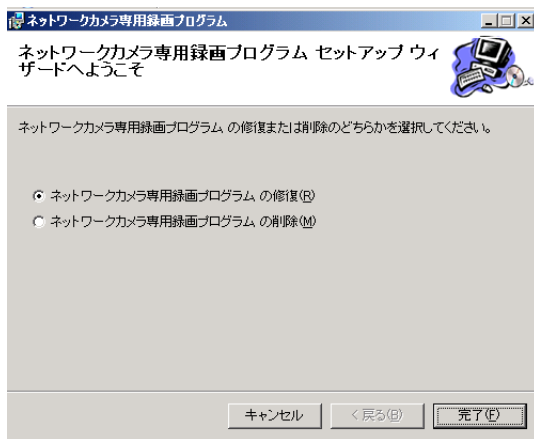 ネットワークカメラ専用録画プログラム
ネットワークカメラ専用録画プログラム セットアップ ウィ
ザードへようこそ
ネットワークカメラ専用録画プログラム の修復または削除のどちらかを選択してください。
ネットワークカメラ専用録画プログラム の修復(R)
ネットワークカメラ専用録画プログラム の削除(M)
キャンセル
< 戻る(B)
完了(F)